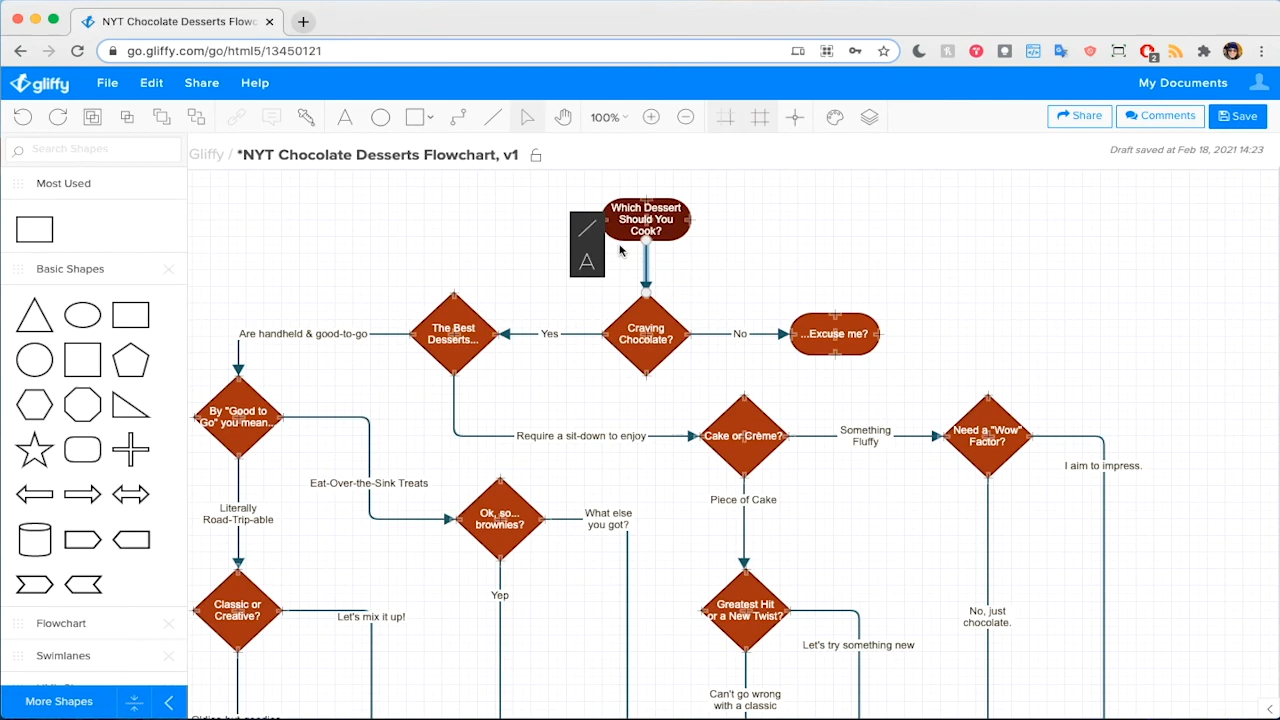 NYT Chocolate Desserts Flowc
go.gliffy.com/go/html5/13450121
2
gliffy
File
Edit
Share
Help
My Documents
100%
Share
Comments
Save
Search Shapes
Gliffy / *NYT Chocolate Desserts Flowchart, v1
Draft saved at Feb 18, 2021 14:23
Most Used
Basic Shapes
Flowchart
Swimlanes
More Shapes
A
Which Dessert
Should You
Cook?
Are handheld & good-to-go
The Best
Desserts...
Yes
Craving
Chocolate?
No
...Excuse me?
By "Good to
Go" you mean...
Require a sit-down to enjoy
Cake or Crème?
Something
Fluffy
Need a "Wow"
Factor?
I aim to impress.
Eat-Over-the-Sink Treats
Literally
Road-Trip-able
Ok, so...
brownies?
What else
you got?
Piece of Cake
Yep
Classic or
Creative?
Let's mix it up!
Greatest Hit
or a New Twist?
Let's try something new
No, just
chocolate.
Can't go wrong
with a classic
Oldies but goodies